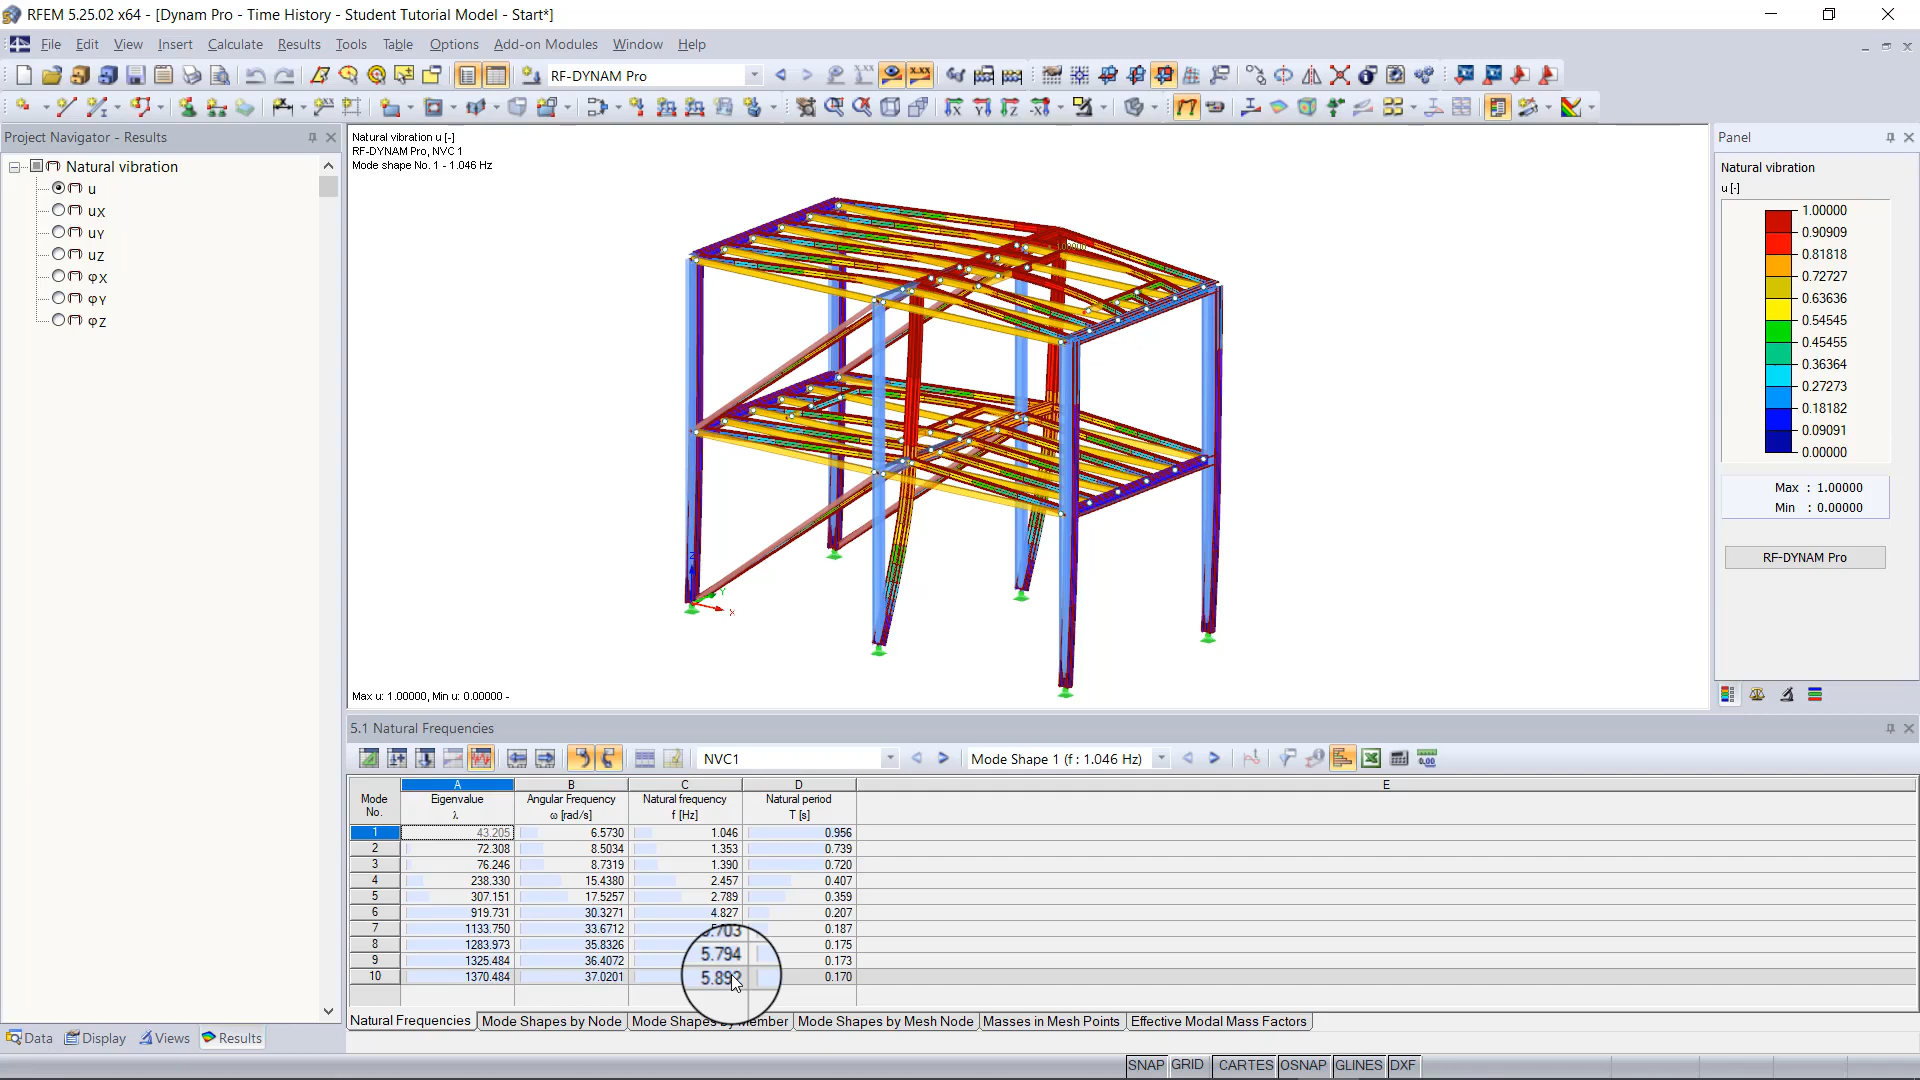 RFEM 5.25.02 x64 - [Dynam Pro - Time History - Student Tutorial Model - Start*]
File Edit View Insert Calculate Results Tools Table Options Add-on Modules Window Help
RF-DYNAM Pro
Project Navigator - Results
Natural vibration
u
uX
uY
uZ
φX
φY
φZ
Natural vibration u [-]
RF-DYNAM Pro, NVC 1
Mode shape No. 1 - 1.046 Hz
1.00000
Z
Y
X
Max u: 1.00000, Min u: 0.00000 -
Panel
Natural vibration
u [-]
1.00000
0.90909
0.81818
0.72727
0.63636
0.54545
0.45455
0.36364
0.27273
0.18182
0.09091
0.00000
Max : 1.00000
Min : 0.00000
RF-DYNAM Pro
5.1 Natural Frequencies
NVC1 Mode Shape 1 (f : 1.046 Hz)
A B C D E
Mode Eigenvalue Angular Frequency Natural frequency Natural period
No. λ ω [rad/s] f [Hz] T [s]
1 43.205 6.5730 1.046 0.956
2 72.308 8.5034 1.353 0.739
3 76.246 8.7319 1.390 0.720
4 238.330 15.4380 2.457 0.407
5 307.151 17.5257 2.789 0.359
6 919.731 30.3271 4.827 0.207
7 1133.750 33.6712 0.187
8 1283.973 35.8326 5.703 0.175
9 1325.484 36.4072 5.794 0.173
10 1370.484 37.0201 5.892 0.170
Natural Frequencies Mode Shapes by Node Mode Shapes by Member Mode Shapes by Mesh Node Masses in Mesh Points Effective Modal Mass Factors
Data Display Views Results
SNAP GRID CARTES OSNAP GLINES DXF